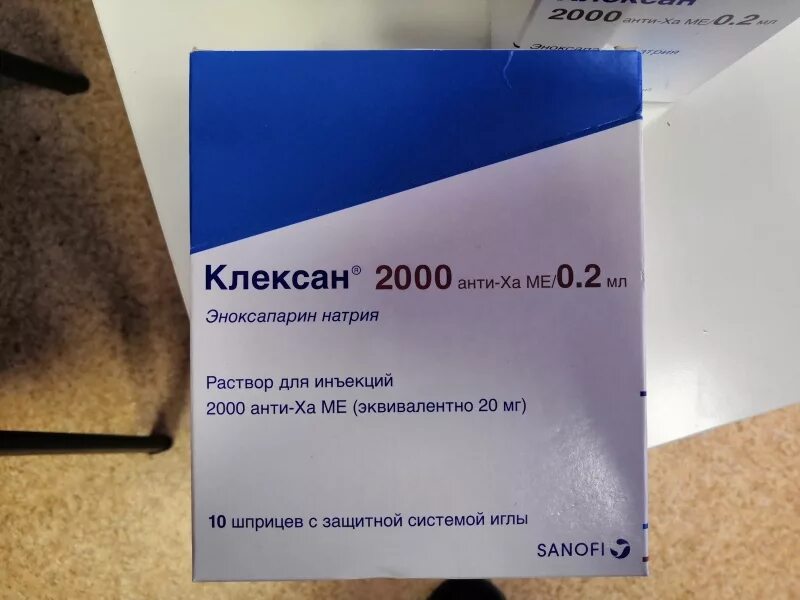 Клексан
2000 анти-Ха МЕ/0.2 мл
Клексан® 2000 анти-Ха МЕ/0.2 мл
Эноксапарин натрия
Раствор для инъекций
2000 анти-Ха МЕ (эквивалентно 20 мг)
10 шприцев с защитной системой иглы
SANOFI